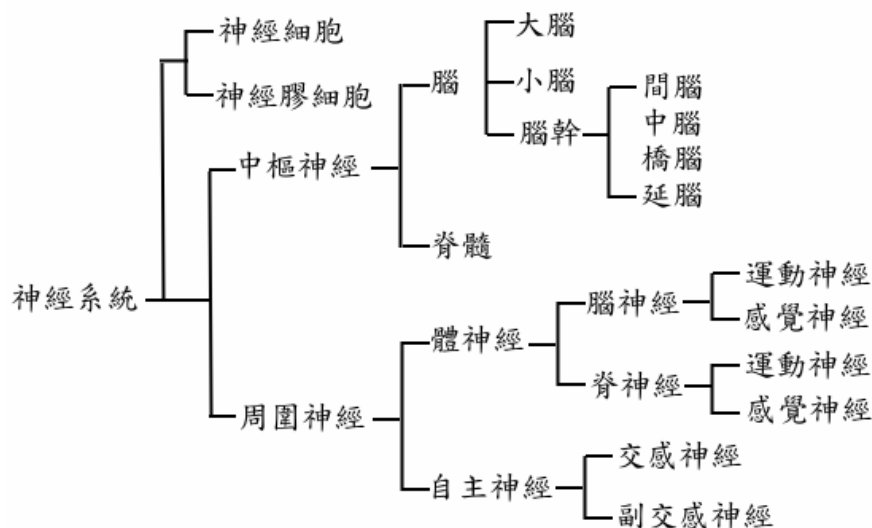 神經細胞
神經膠細胞
中樞神經
腦
大腦
小腦
腦幹
間腦
中腦
橋腦
延腦
脊髓
神經系統
周圍神經
體神經
腦神經
運動神經
感覺神經
脊神經
運動神經
感覺神經
自主神經
交感神經
副交感神經